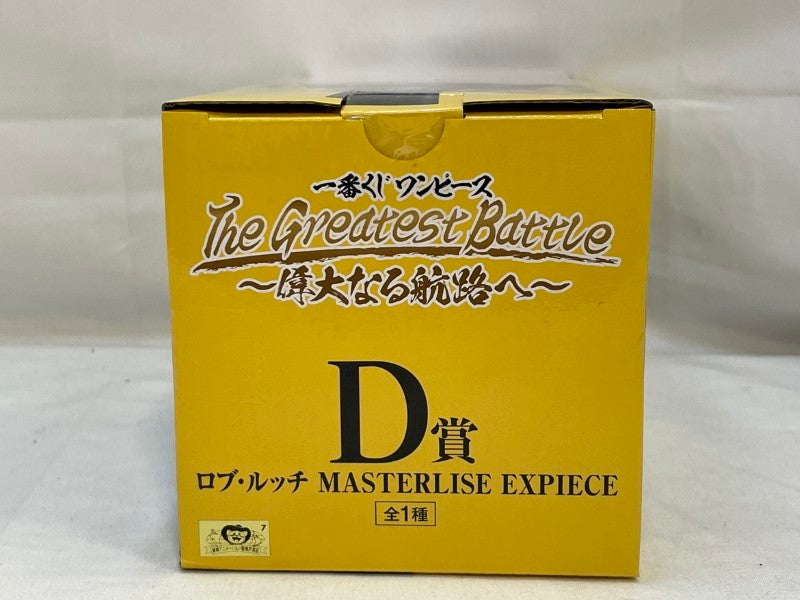 一番くじ ワンピース
The Greatest Battle
～偉大なる航路へ～
D賞
ロブ・ルッチ MASTERLISE EXPIECE
全1種
7